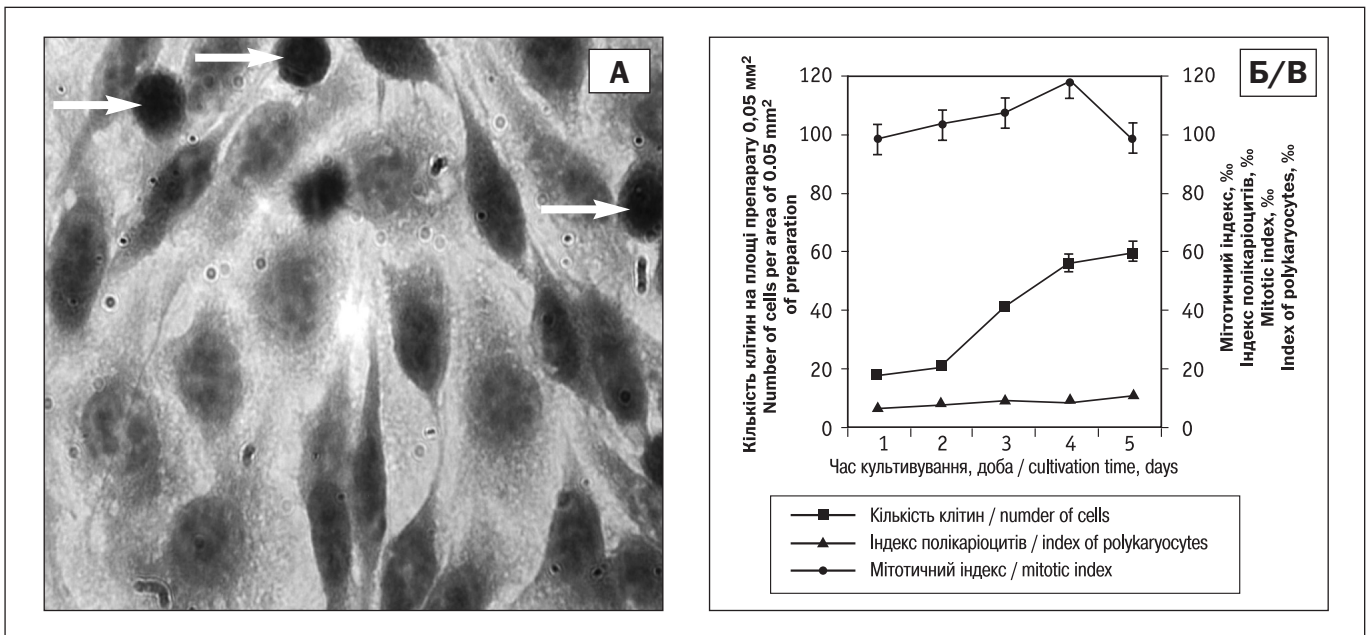 А
Б/В
Кількість клітин на площі препарату 0,05 мм²
Number of cells per area of 0.05 mm²
of preparation
120
100
80
60
40
20
0
120
100
80
60
40
20
0
Мітотичний індекс, ‰
Індекс полікаріоцитів, ‰
Mitotic index, ‰
Index of polykaryocytes, ‰
1 2 3 4 5
Час культивування, доба / cultivation time, days
Кількість клітин / numder of cells
Індекс полікаріоцитів / index of polykaryocytes
Мітотичний індекс / mitotic index